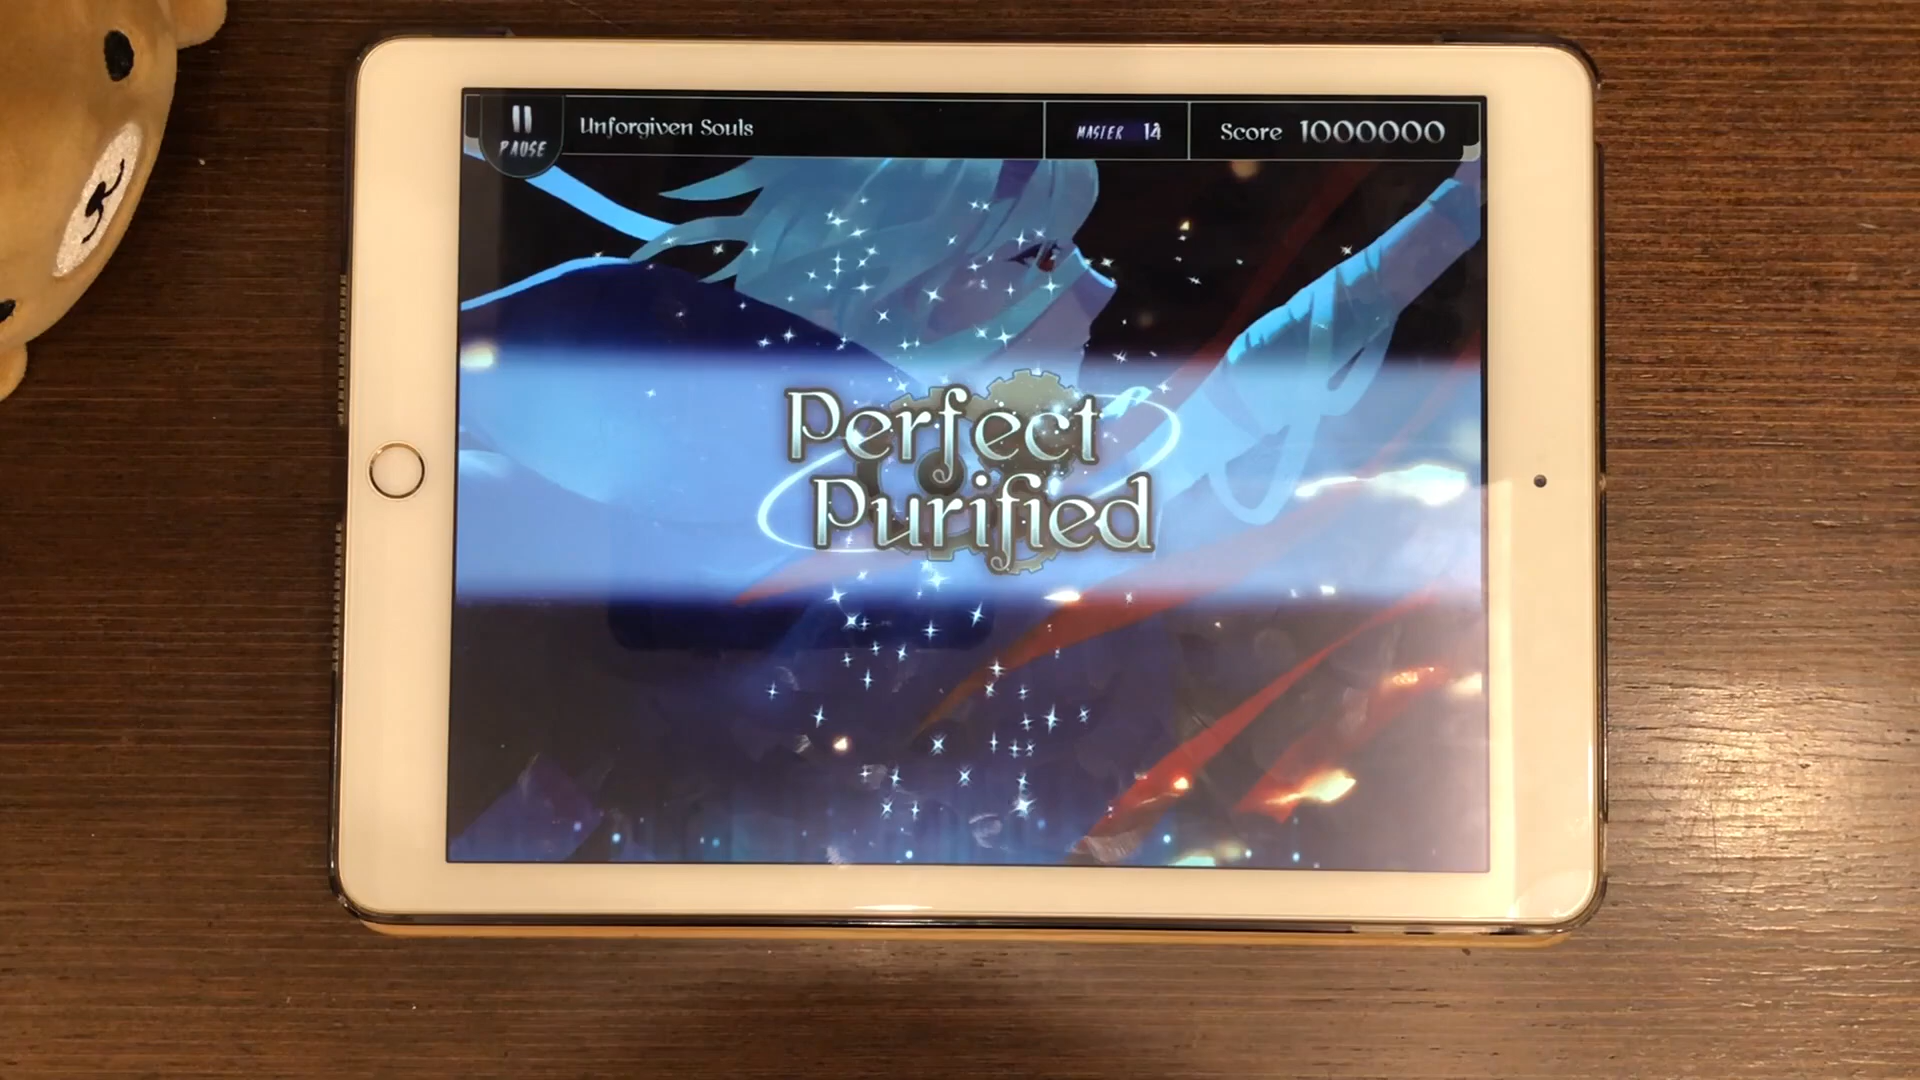 PAUSE
Unforgiven Souls
MASTER 14
Score 1000000
Perfect
Purified